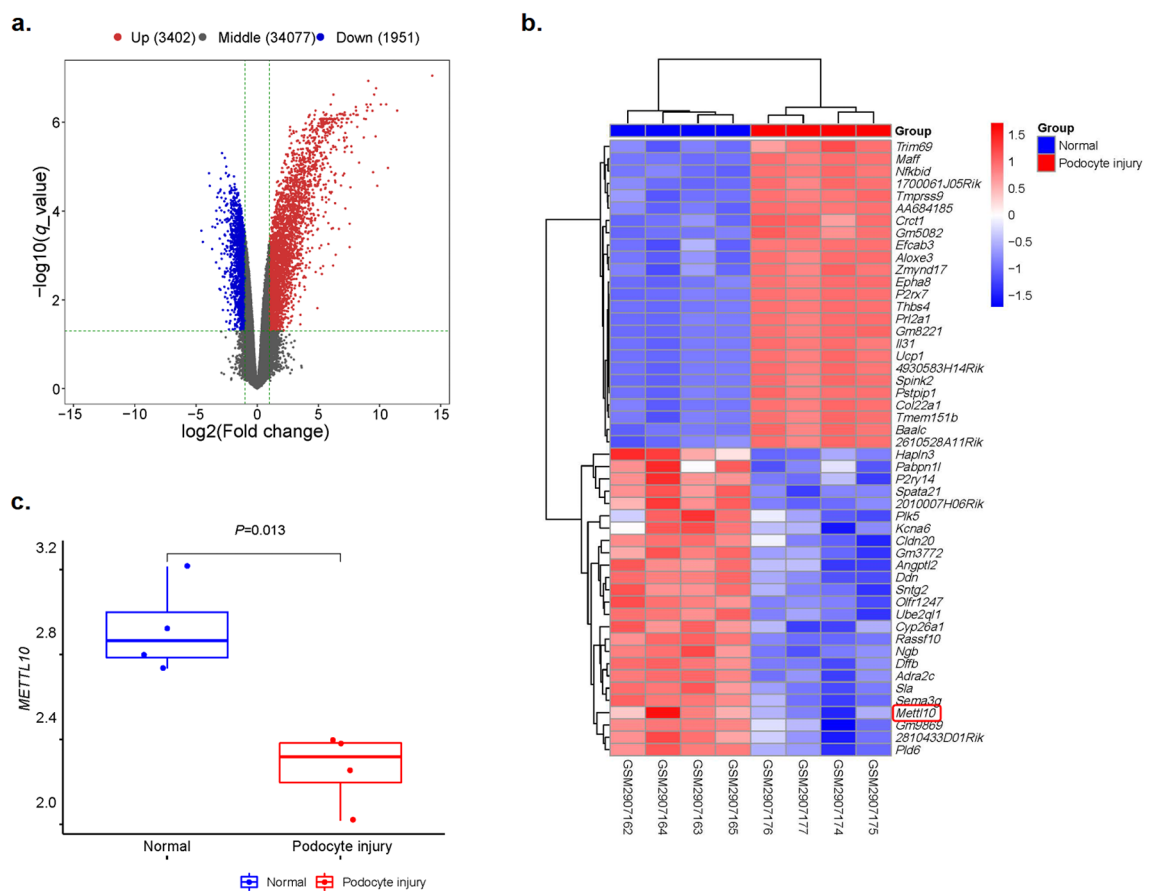 a.
Up (3402) Middle (34077) Down (1951)
−log10(q_value)
6
4
2
0
−15 −10 −5 0 5 10 15
log2(Fold change)
b.
Group
Trim69
Maff
Nfkbid
1700061J05Rik
Tmprss9
AA684185
Crct1
Gm5082
Efcab3
Aloxe3
Zmynd17
Epha8
P2rx7
Thbs4
Prl2a1
Gm8221
Il31
Ucp1
4930583H14Rik
Spink2
Pstpip1
Col22a1
Tmem151b
Baalc
2610528A11Rik
Hapln3
Pabpn1l
P2ry14
Spata21
2010007H06Rik
Plk5
Kcna6
Cldn20
Gm3772
Angptl2
Ddn
Sntg2
Olfr1247
Ube2ql1
Cyp26a1
Rassf10
Ngb
Dffb
Adra2c
Sla
Sema3g
Mettl10
Gm9869
2810433D01Rik
Pld6
GSM2907162
GSM2907164
GSM2907163
GSM2907165
GSM2907176
GSM2907177
GSM2907174
GSM2907175
1.5
1
0.5
0
−0.5
−1
−1.5
Group
Normal
Podocyte injury
c.
P=0.013
METTL10
3.2
2.8
2.4
2.0
Normal Podocyte injury
Normal Podocyte injury